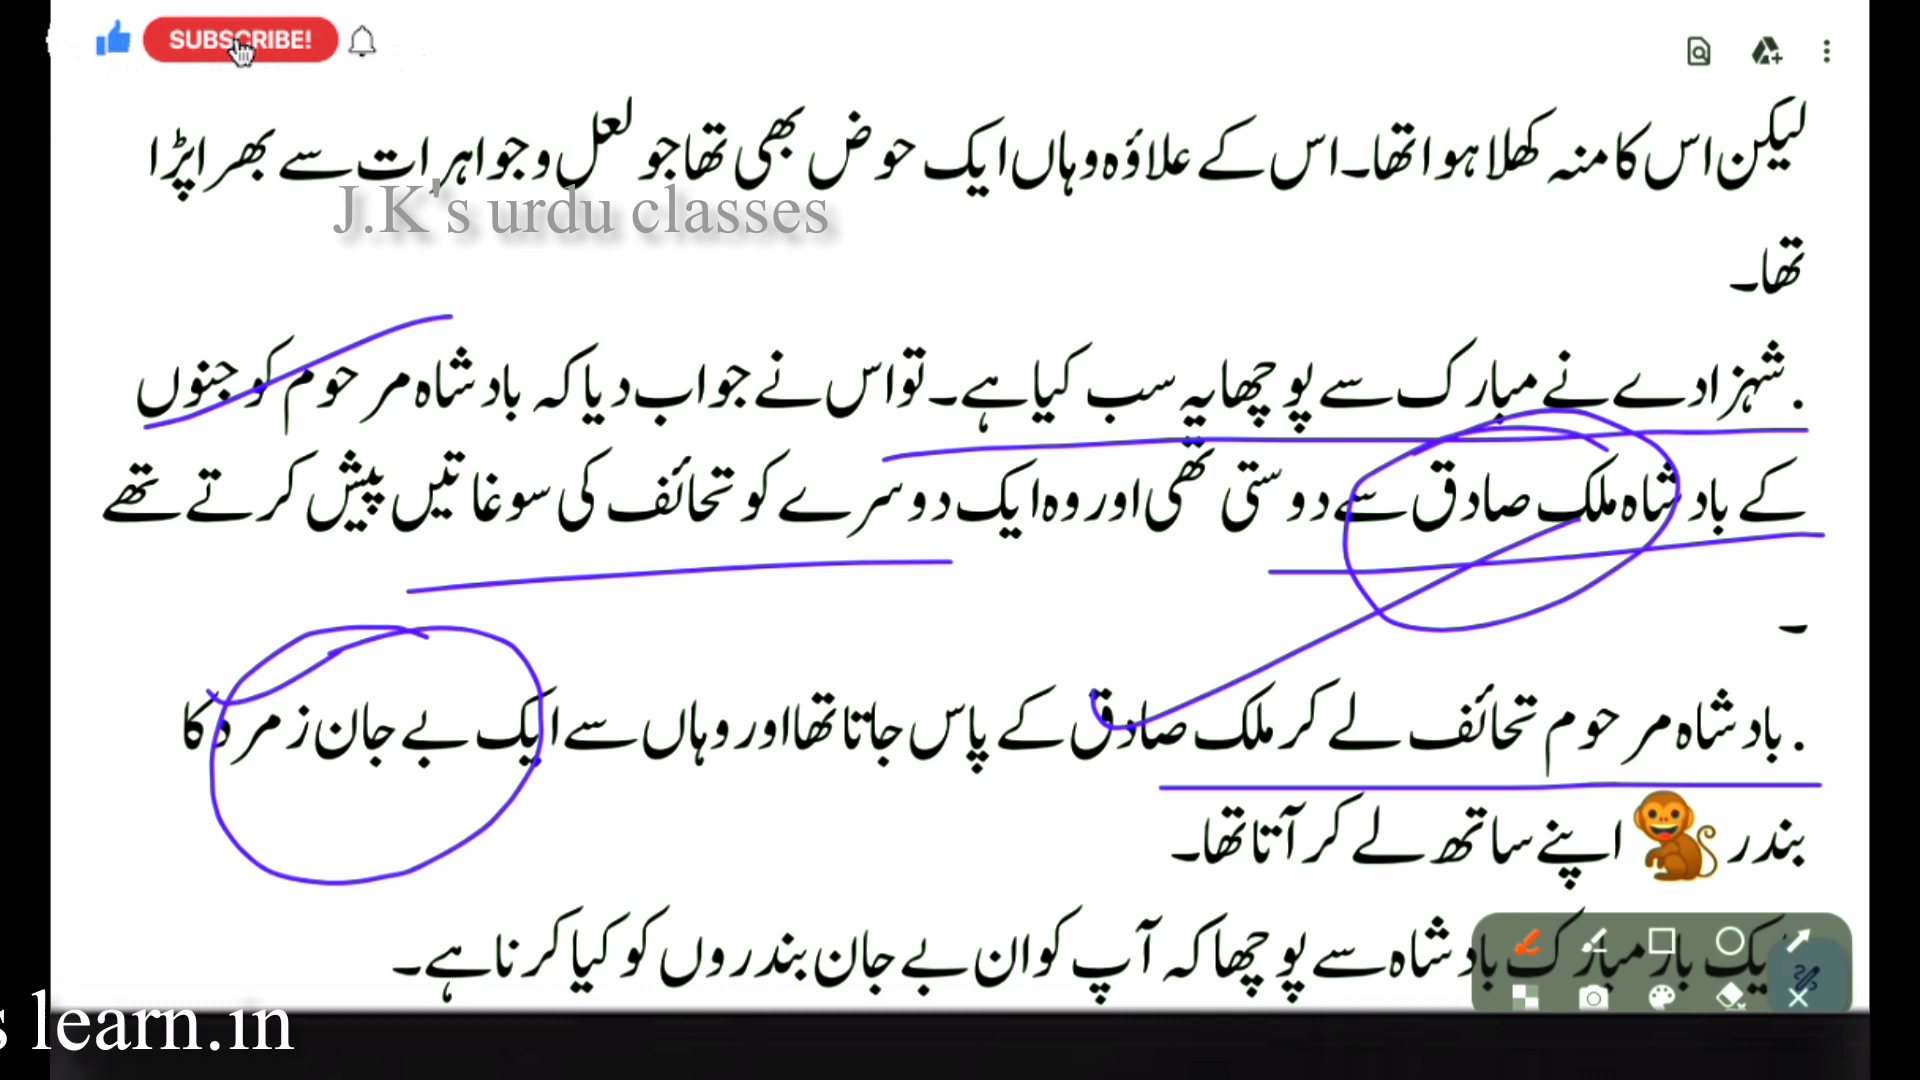 SUBSCRIBE!
لیکن اس کا منہ کھلا ہوا تھا۔ اس کے علاؤہ وہاں ایک حوض بھی تھا جو لعل و جواہرات سے بھرا پڑا
J.K's urdu classes
تھا۔
. شہزادے نے مبارک سے پوچھا یہ سب کیا ہے۔ تو اس نے جواب دیا کہ بادشاہ مرحوم کو جنوں
کے بادشاہ ملک صادق سے دوستی تھی اور وہ ایک دوسرے کو تحائف کی سوغاتیں پیش کرتے تھے
۔
. بادشاہ مرحوم تحائف لے کر ملک صادق کے پاس جاتا تھا اور وہاں سے ایک بے جان زمرد کا
بندر 🐒 اپنے ساتھ لے کر آتا تھا۔
ایک بار مبارک بادشاہ سے پوچھا کہ آپ کو ان بے جان بندروں کو کیا کرنا ہے۔
s learn.in